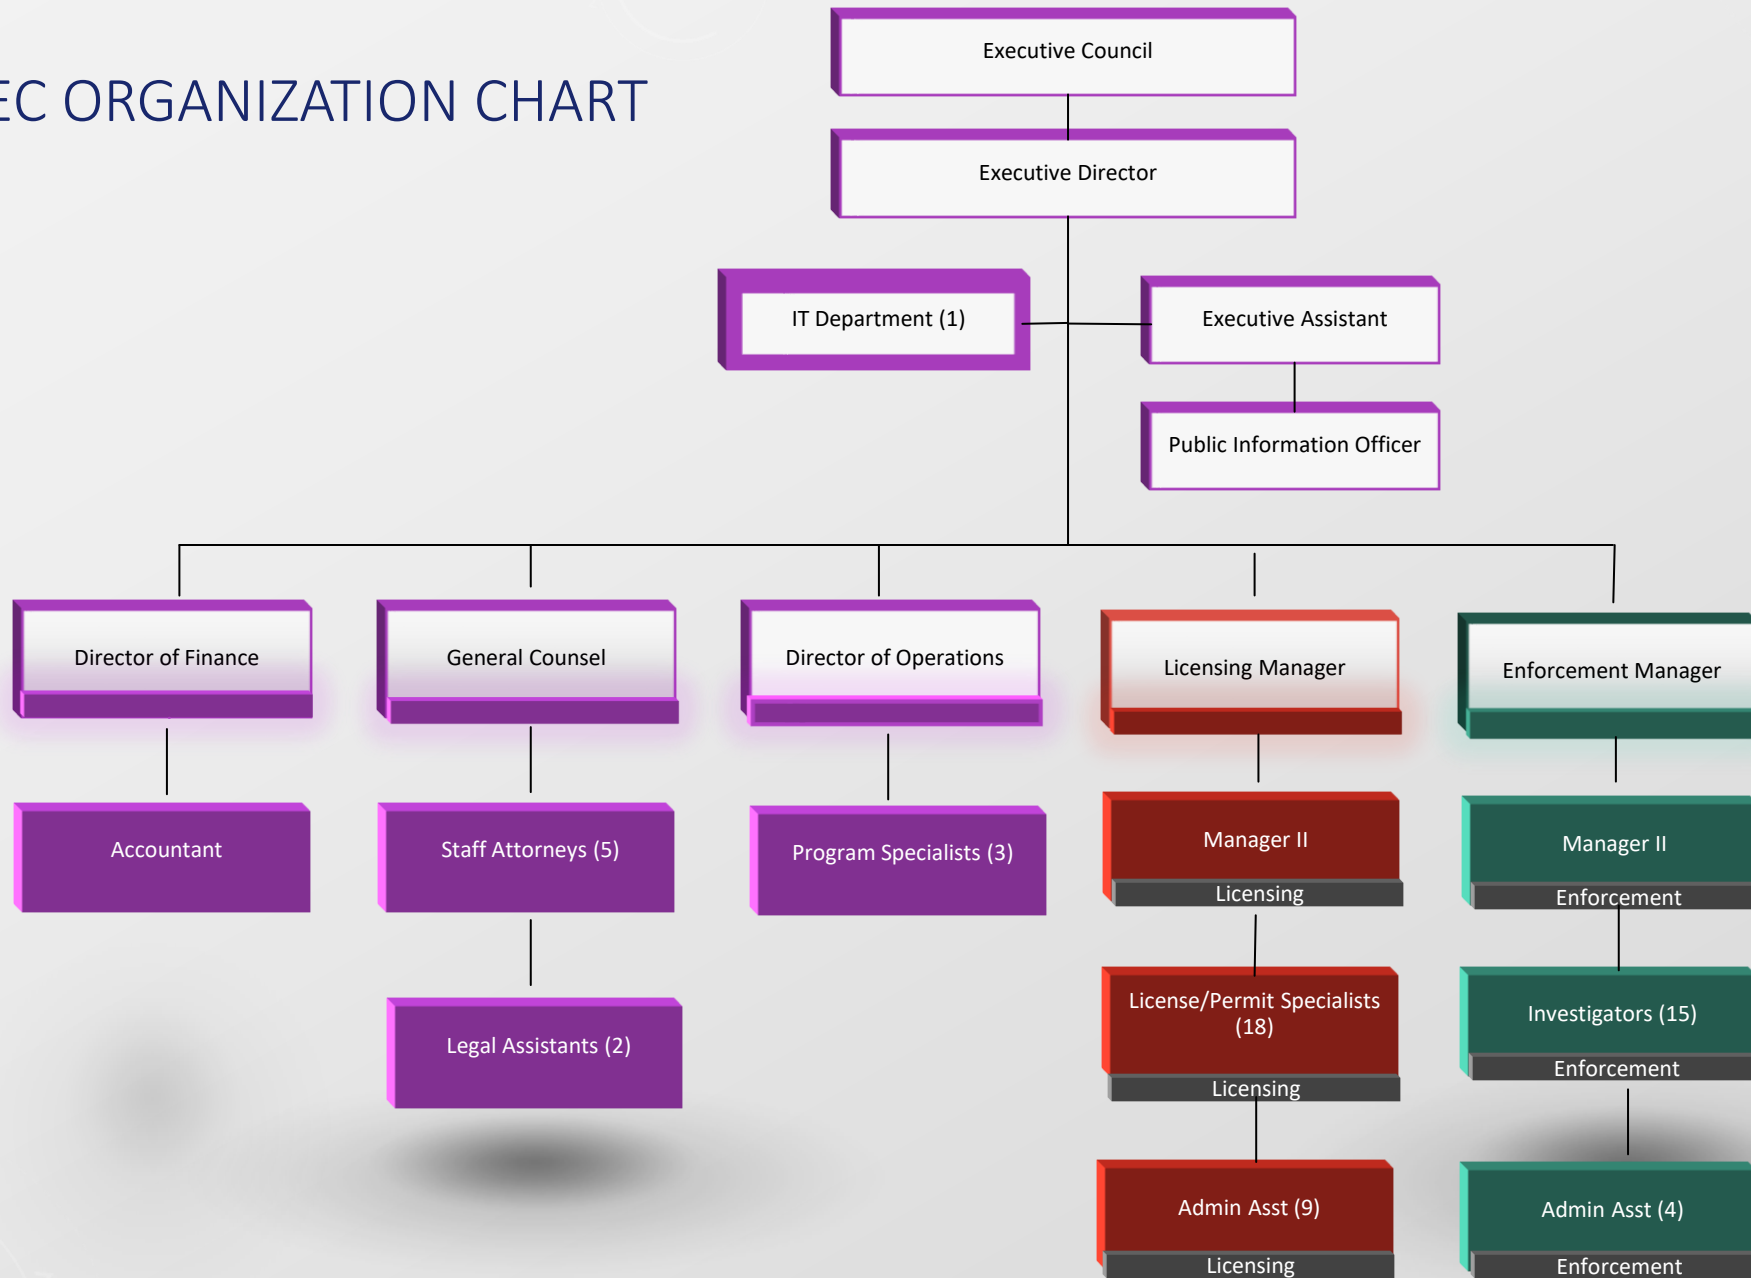 EC ORGANIZATION CHART
Executive Council
Executive Director
IT Department (1)
Executive Assistant
Public Information Officer
Director of Finance
General Counsel
Director of Operations
Licensing Manager
Enforcement Manager
Accountant
Staff Attorneys (5)
Program Specialists (3)
Manager II
Licensing
Manager II
Enforcement
Legal Assistants (2)
License/Permit Specialists
(18)
Licensing
Investigators (15)
Enforcement
Admin Asst (9)
Licensing
Admin Asst (4)
Enforcement